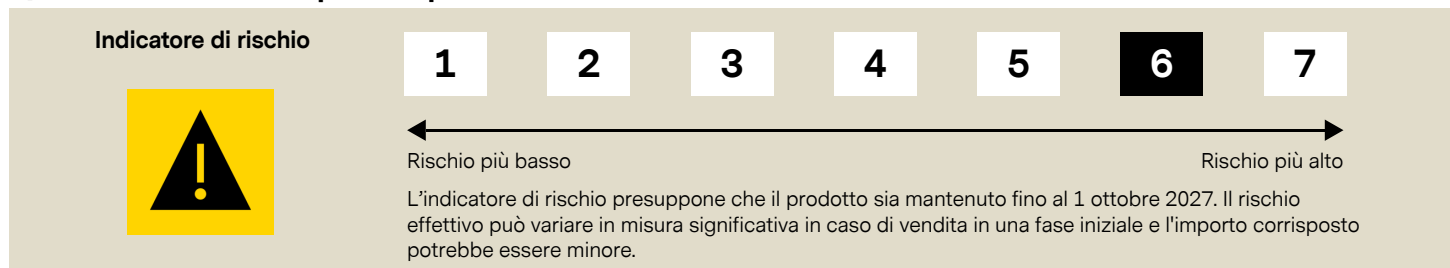 Indicatore di rischio
1 2 3 4 5 6 7
Rischio più basso Rischio più alto
L’indicatore di rischio presuppone che il prodotto sia mantenuto fino al 1 ottobre 2027. Il rischio
effettivo può variare in misura significativa in caso di vendita in una fase iniziale e l'importo corrisposto
potrebbe essere minore.